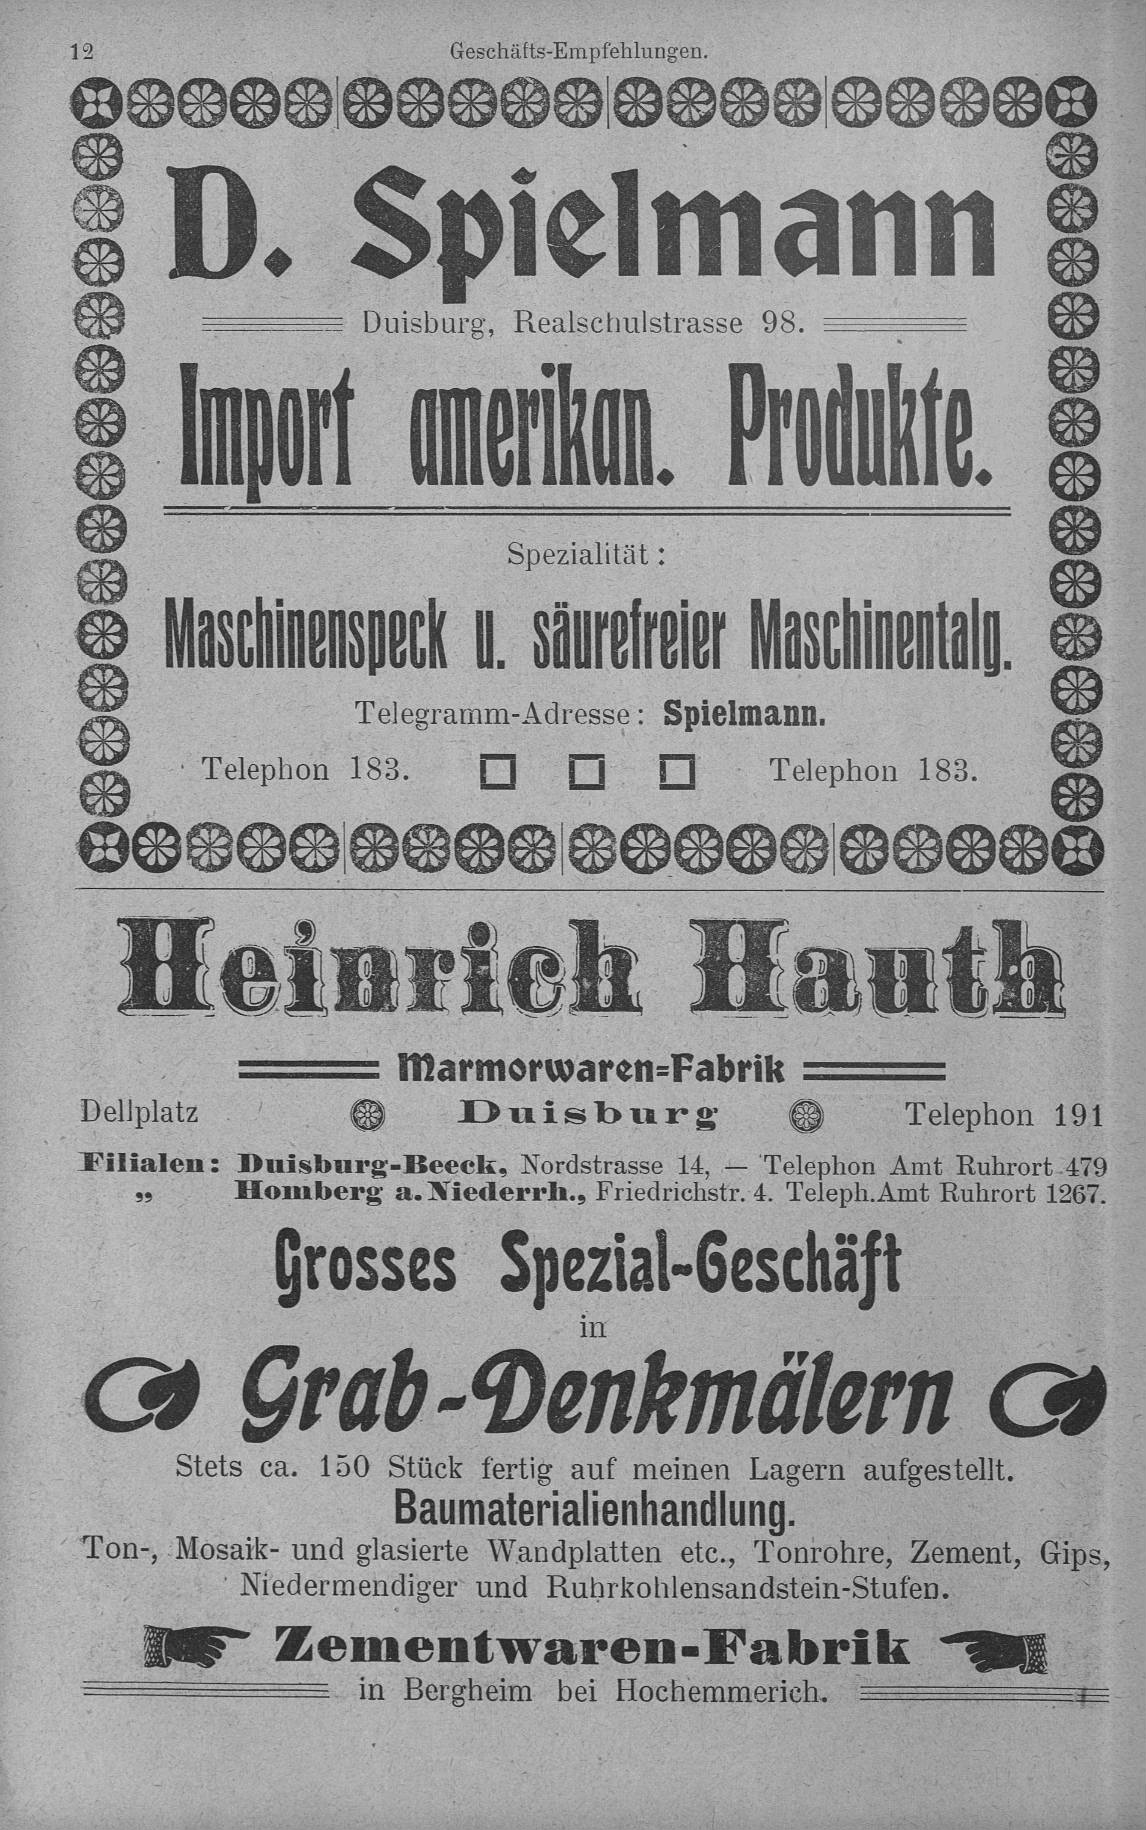 12 Geschäfts-Empfehlungen.
D. Spielmann
Duisburg, Realschulstrasse 98.
Import amerikan. Produkte.
Spezialität:
Maschinenspeck u. säurefreier Maschinentalg.
Telegramm-Adresse: Spielmann.
Telephon 183. Telephon 183.
Heinrich Hauth
Marmorwaren=Fabrik
Dellplatz Duisburg Telephon 191
Filialen: Duisburg-Beeck, Nordstrasse 14, — Telephon Amt Ruhrort 479
„ Homberg a. Niederrh., Friedrichstr. 4. Teleph. Amt Ruhrort 1267.
Grosses Spezial-Geschäft
in
Grab-Denkmälern
Stets ca. 150 Stück fertig auf meinen Lagern aufgestellt.
Baumaterialienhandlung.
Ton-, Mosaik- und glasierte Wandplatten etc., Tonrohre, Zement, Gips,
Niedermendiger und Ruhrkohlensandstein-Stufen.
Zementwaren-Fabrik
in Bergheim bei Hochemmerich.